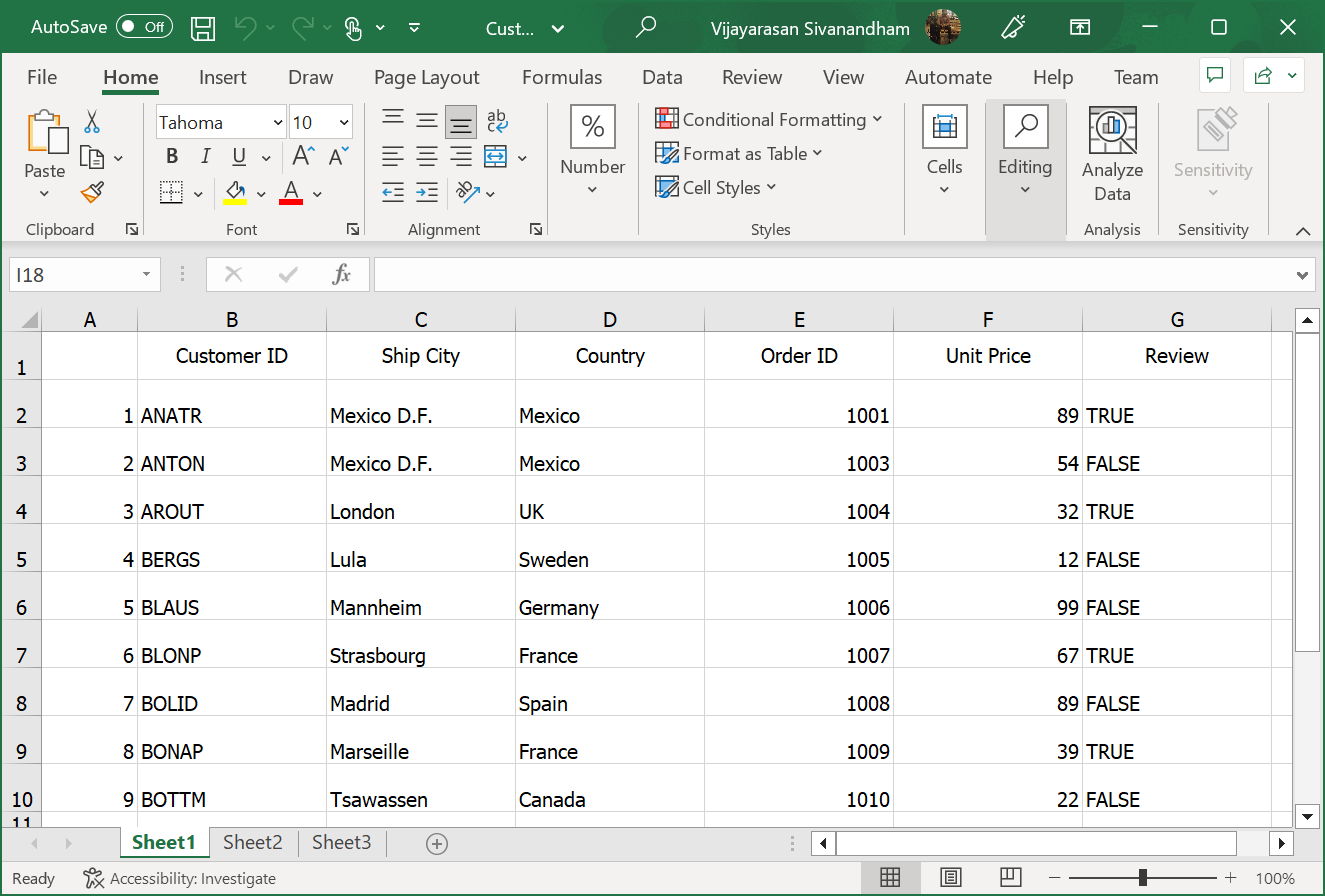 AutoSave Off Cust... Vijayarasan Sivanandham
File Home Insert Draw Page Layout Formulas Data Review View Automate Help Team
Paste
Tahoma 10
B I U A A
A
ab
c
%
Number
Conditional Formatting
Format as Table
Cell Styles
Cells
Editing
Analyze
Data
Sensitivity
Clipboard Font Alignment Styles Analysis Sensitivity
I18 fx
A B C D E F G
1 Customer ID Ship City Country Order ID Unit Price Review
2 1 ANATR Mexico D.F. Mexico 1001 89 TRUE
3 2 ANTON Mexico D.F. Mexico 1003 54 FALSE
4 3 AROUT London UK 1004 32 TRUE
5 4 BERGS Lula Sweden 1005 12 FALSE
6 5 BLAUS Mannheim Germany 1006 99 FALSE
7 6 BLONP Strasbourg France 1007 67 TRUE
8 7 BOLID Madrid Spain 1008 89 FALSE
9 8 BONAP Marseille France 1009 39 TRUE
10 9 BOTTM Tsawassen Canada 1010 22 FALSE
11
Sheet1 Sheet2 Sheet3
Ready Accessibility: Investigate 100%